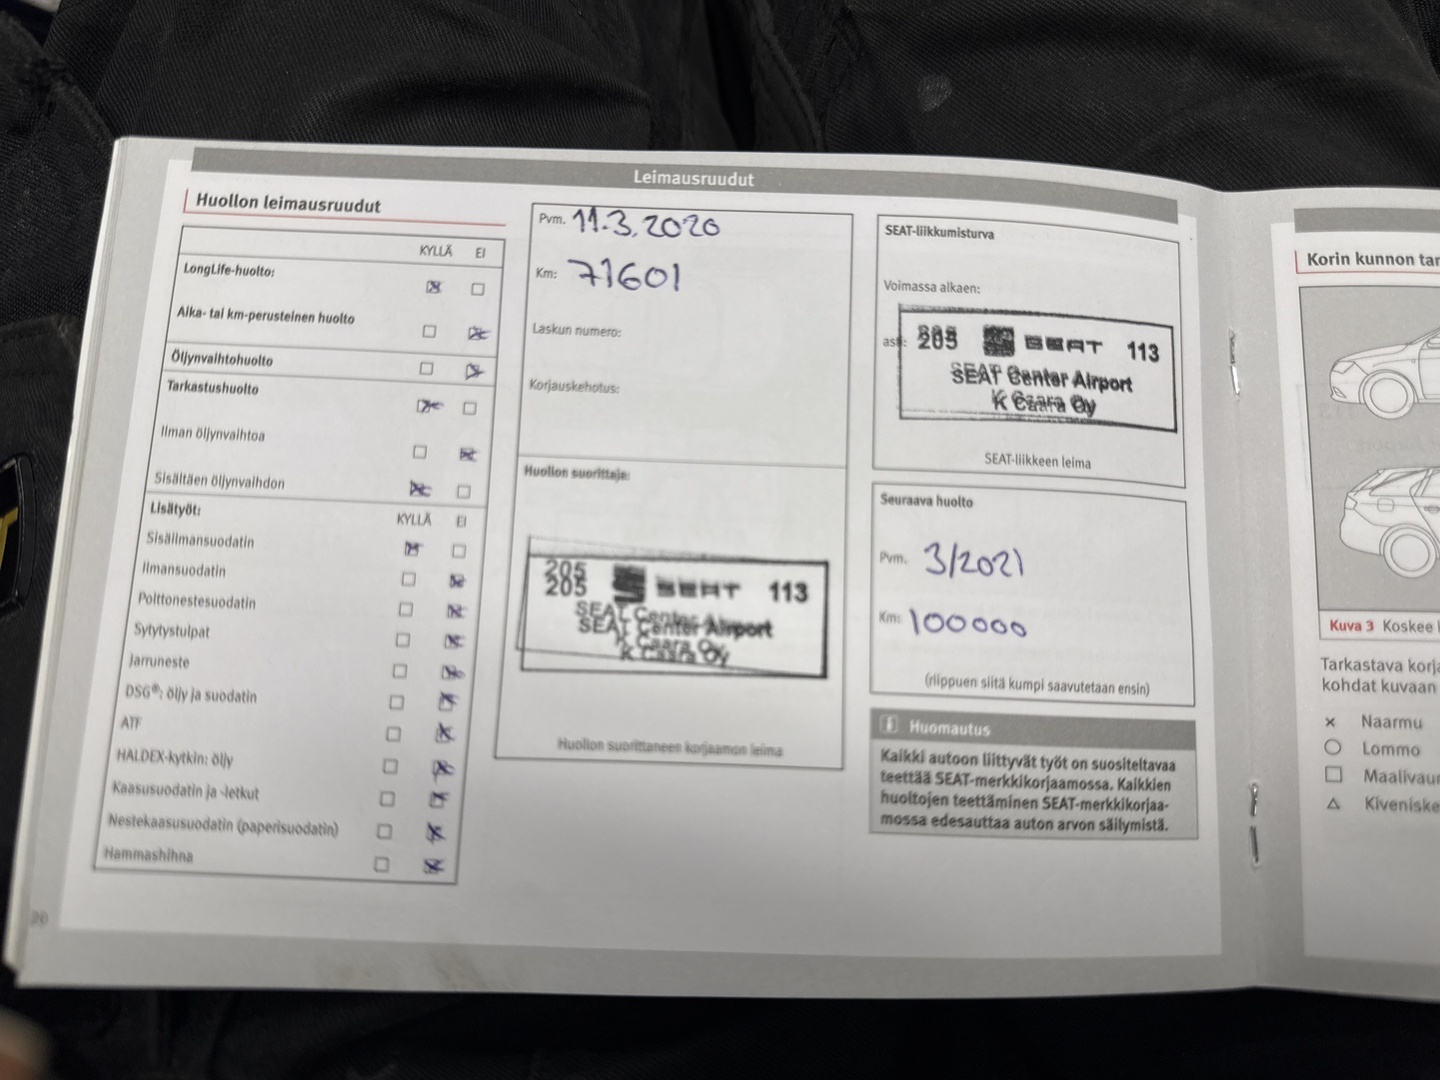 Leimausruudut
Huollon leimausruudut
KYLLÄ EI
LongLife-huolto:
Aika- tai km-perusteinen huolto
Öljynvaihtohuolto
Tarkastushuolto
Ilman öljynvaihtoa
Sisältäen öljynvaihdon
Lisätyöt: KYLLÄ EI
Sisäilmansuodatin
Ilmansuodatin
Polttonestesuodatin
Sytytystulpat
Jarruneste
DSG®: öljy ja suodatin
ATF
HALDEX-kytkin: öljy
Kaasusuodatin ja -letkut
Nestekaasusuodatin (paperisuodatin)
Hammashihna
20
Pvm. 11.3.2020
Km: 71601
Laskun numero:
Korjauskehotus:
Huollon suorittaja:
205 SEAT 113
SEAT Center Airport
K Caara Oy
Huollon suorittaneen korjaamon leima
SEAT-liikkumisturva
Voimassa alkaen:
asti: 205 SEAT 113
SEAT Center Airport
K Caara Oy
SEAT-liikkeen leima
Seuraava huolto
Pvm. 3/2021
Km: 100000
(riippuen siitä kumpi saavutetaan ensin)
Huomautus
Kaikki autoon liittyvät työt on suositeltavaa
teettää SEAT-merkkikorjaamossa. Kaikkien
huoltojen teettäminen SEAT-merkkikorjaa-
mossa edesauttaa auton arvon säilymistä.
Korin kunnon tar
Kuva 3 Koskee
Tarkastava korja
kohdat kuvaan
Naarmu
Lommo
Maalivaur
Kiveniske